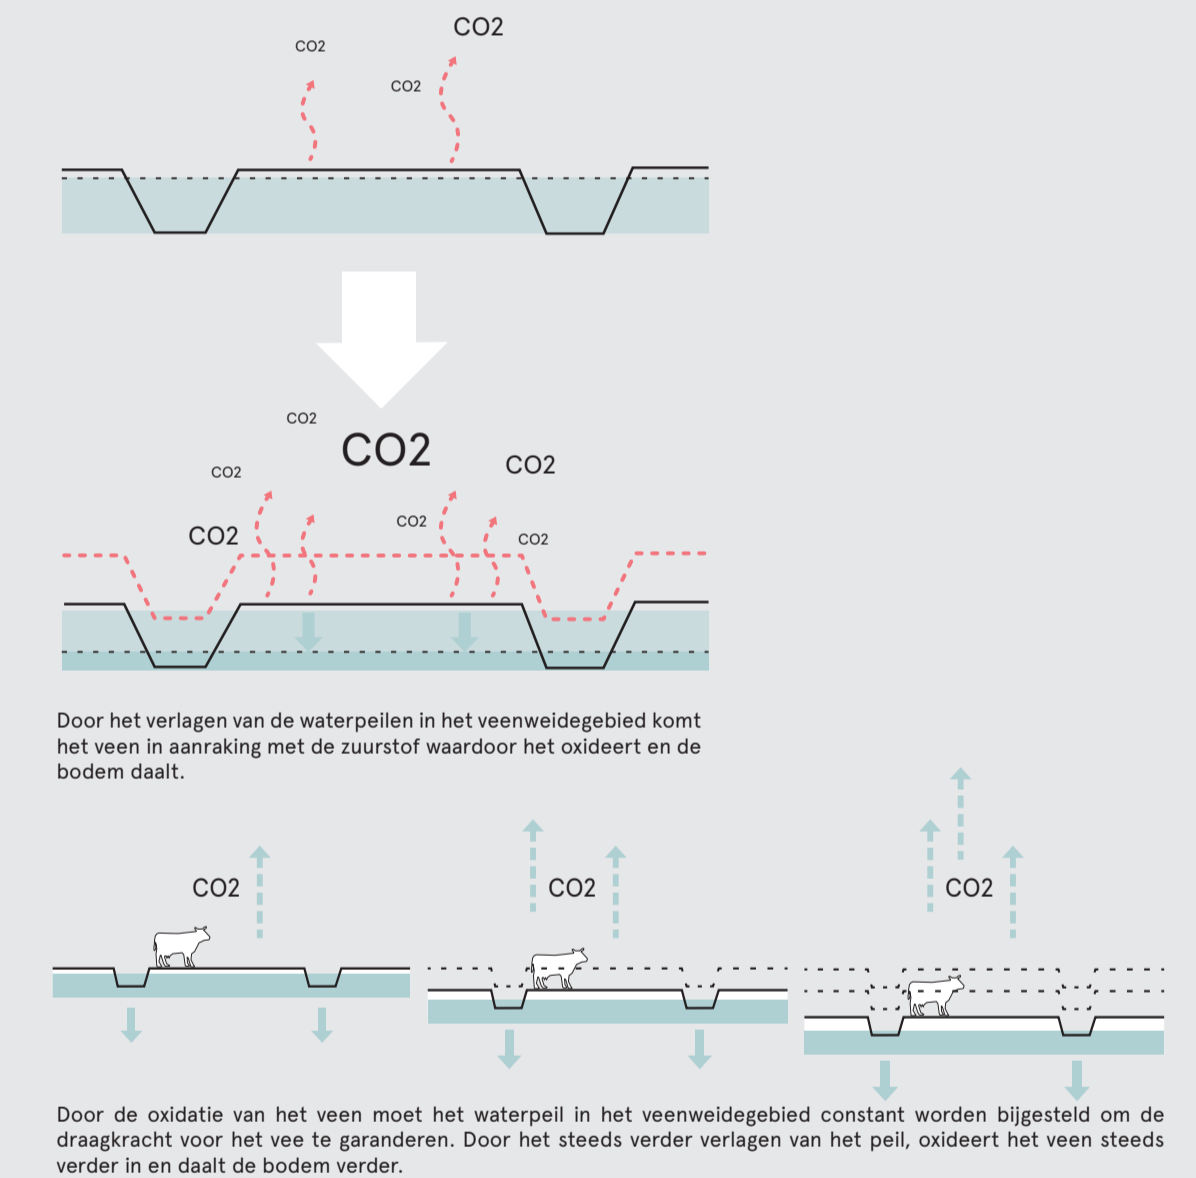 CO2
CO2
CO2
CO2
CO2
CO2
CO2
CO2
CO2
CO2
Door het verlagen van de waterpeilen in het veenweidegebied komt
het veen in aanraking met de zuurstof waardoor het oxideert en de
bodem daalt.
CO2
CO2
CO2
Door de oxidatie van het veen moet het waterpeil in het veenweidegebied constant worden bijgesteld om de
draagkracht voor het vee te garanderen. Door het steeds verder verlagen van het peil, oxideert het veen steeds
verder in en daalt de bodem verder.